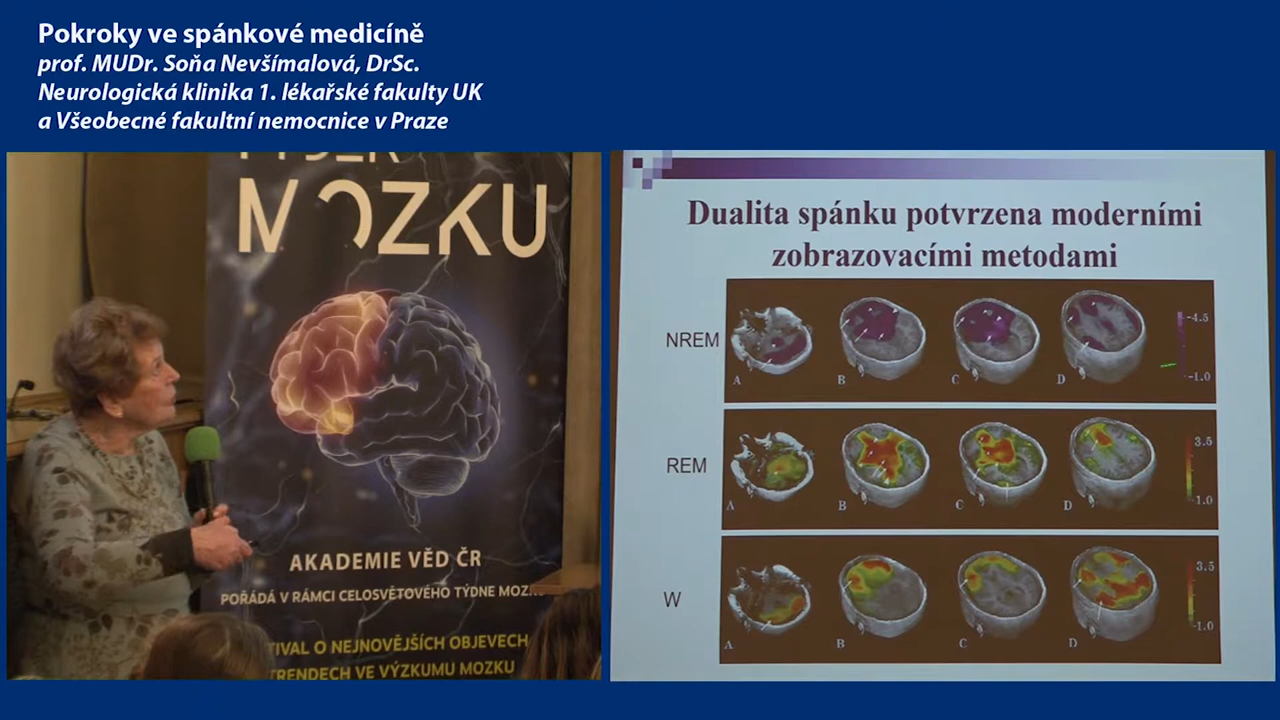 Pokroky ve spánkové medicíně
prof. MUDr. Soňa Nevšímalová, DrSc.
Neurologická klinika 1. lékařské fakulty UK
a Všeobecné fakultní nemocnice v Praze
MOZKU
AKADEMIE VĚD ČR
POŘÁDÁ V RÁMCI CELOSVĚTOVÉHO TÝDNE
O NEJNOVĚJŠÍCH OBJEVECH
VE VÝZKUMU MOZKU
Dualita spánku potvrzena moderními
zobrazovacími metodami
NREM
A B C D
-4.5
-1.0
REM
A B C D
3.5
1.0
W
A B C D
3.5
-1.0